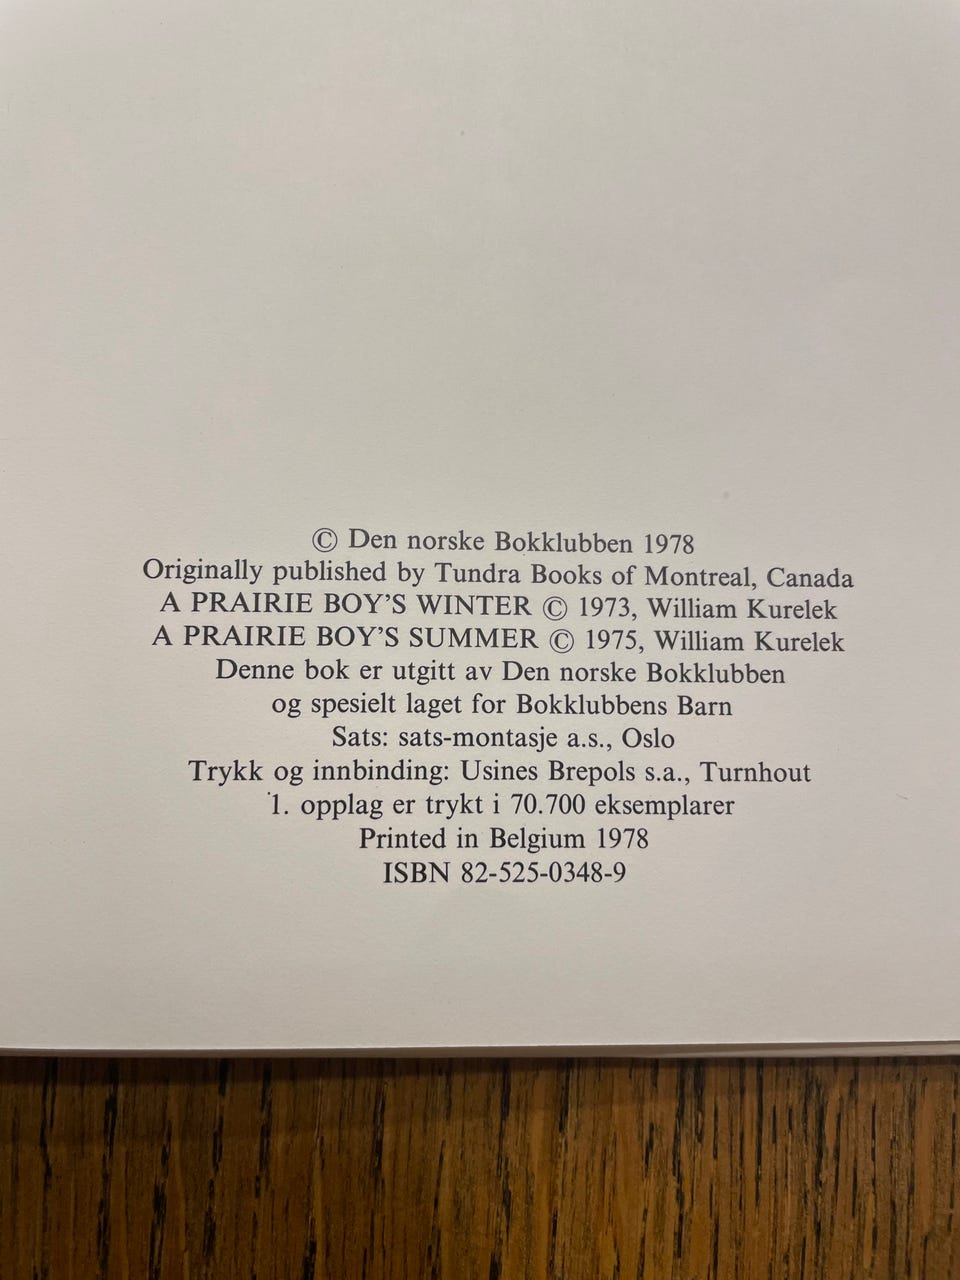 © Den norske Bokklubben 1978
Originally published by Tundra Books of Montreal, Canada
A PRAIRIE BOY'S WINTER © 1973, William Kurelek
A PRAIRIE BOY'S SUMMER © 1975, William Kurelek
Denne bok er utgitt av Den norske Bokklubben
og spesielt laget for Bokklubbens Barn
Sats: sats-montasje a.s., Oslo
Trykk og innbinding: Usines Brepols s.a., Turnhout
1. opplag er trykt i 70.700 eksemplarer
Printed in Belgium 1978
ISBN 82-525-0348-9